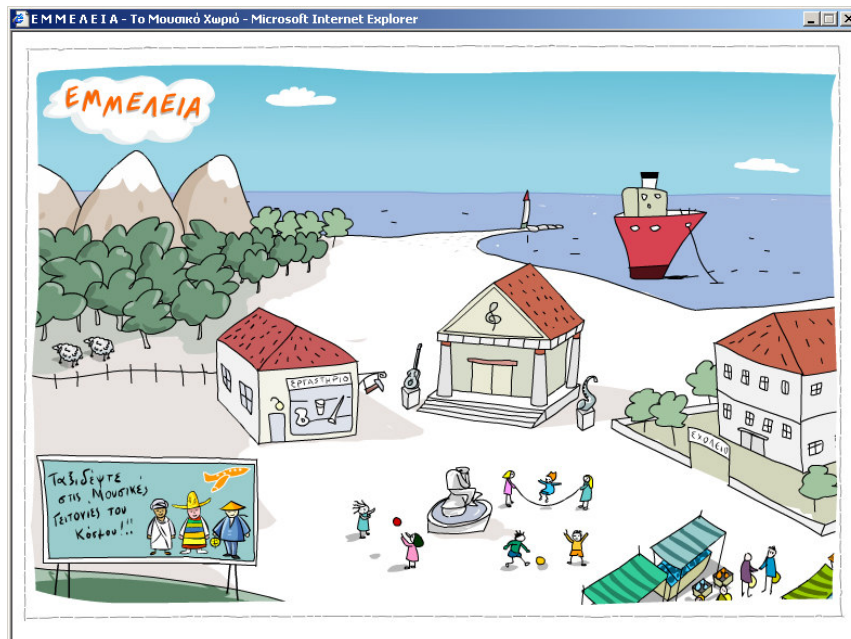 ΕΜΜΕΛΕΙΑ - Το Μουσικό Χωριό - Microsoft Internet Explorer
ΕΜΜΕΛΕΙΑ
ΕΡΓΑΣΤΗΡΙΟ
ΣΧΟΛΕΙΟ
Ταξιδέψτε
στις Μουσικές
Γειτονιές του
Κόσμου!!!